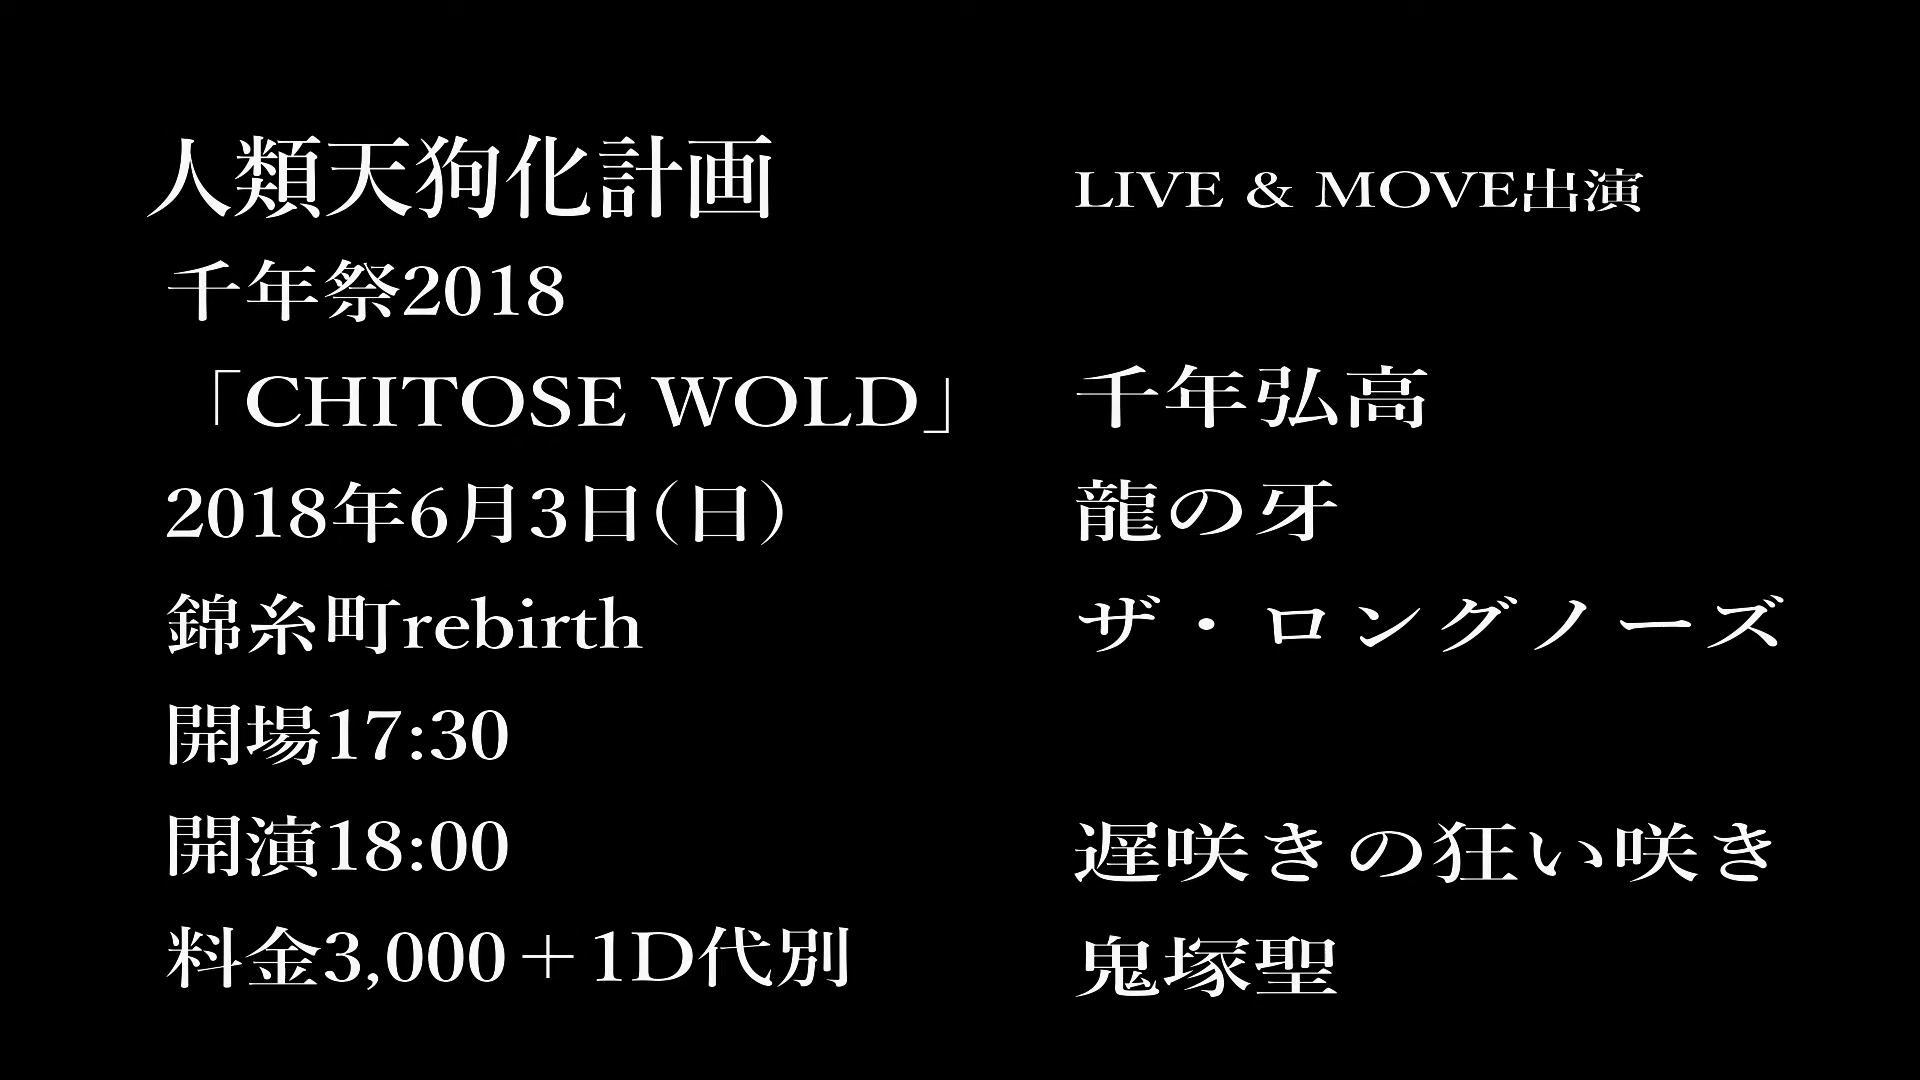 人類天狗化計画
千年祭2018
「CHITOSE WOLD」
2018年6月3日(日)
錦糸町rebirth
開場17:30
開演18:00
料金3,000＋1D代別
LIVE & MOVE出演
千年弘高
龍の牙
ザ・ロングノーズ
遅咲きの狂い咲き
鬼塚聖